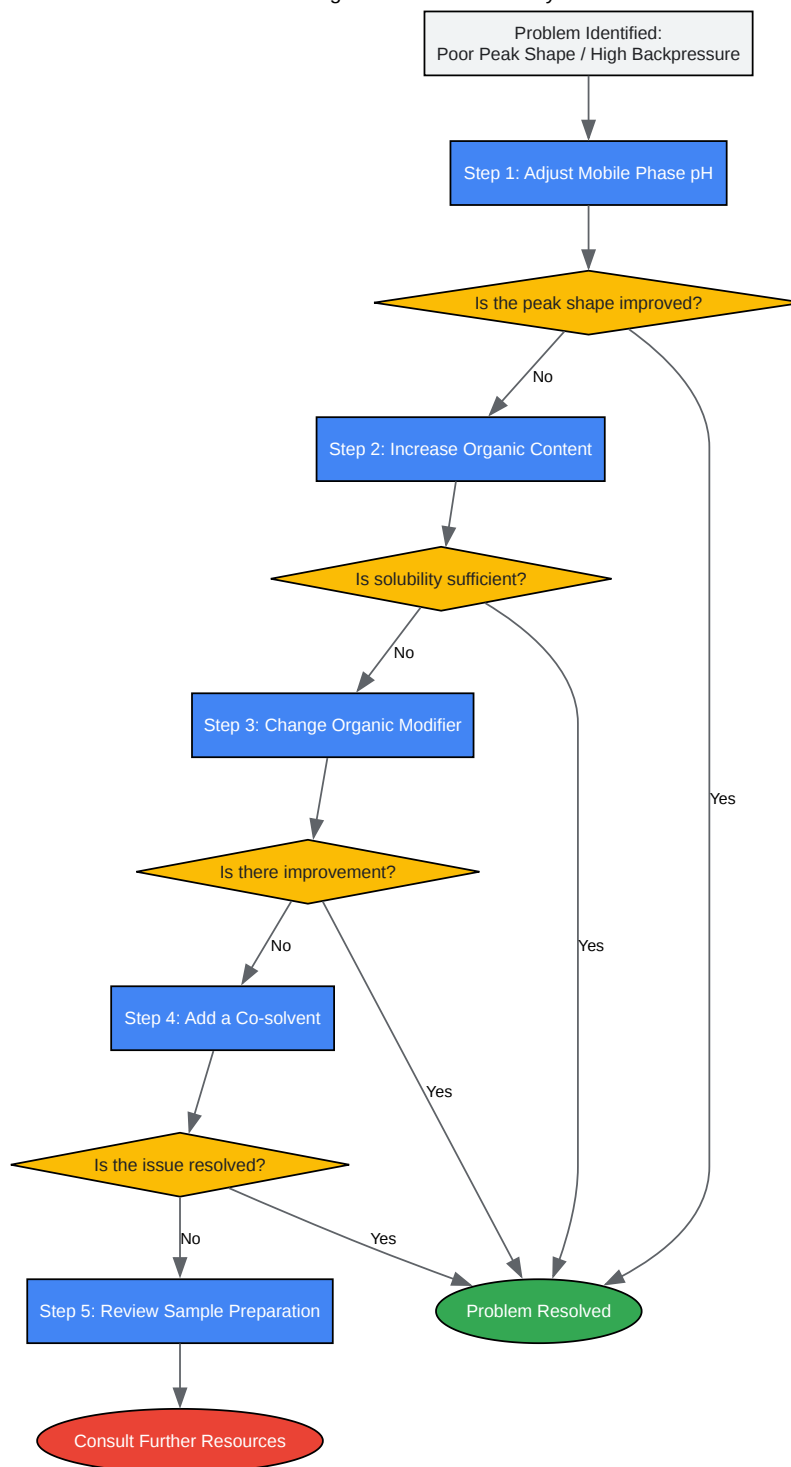 Problem Identified:
Poor Peak Shape / High Backpressure
Step 1: Adjust Mobile Phase pH
Is the peak shape improved?
No
Step 2: Increase Organic Content
Is solubility sufficient?
No
Step 3: Change Organic Modifier
Yes
Is there improvement?
No
Yes
Step 4: Add a Co-solvent
Yes
Is the issue resolved?
No
Yes
Step 5: Review Sample Preparation
Problem Resolved
Consult Further Resources